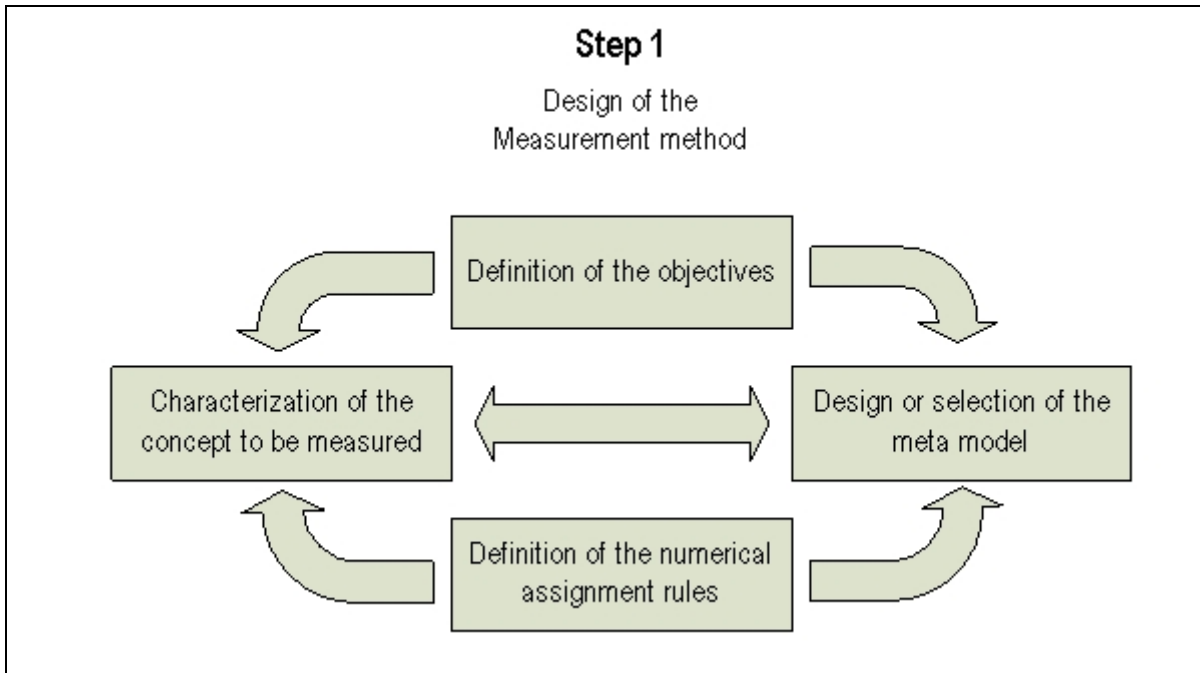 Step 1
Design of the
Measurement method
Definition of the objectives
Characterization of the
concept to be measured
Design or selection of the
meta model
Definition of the numerical
assignment rules